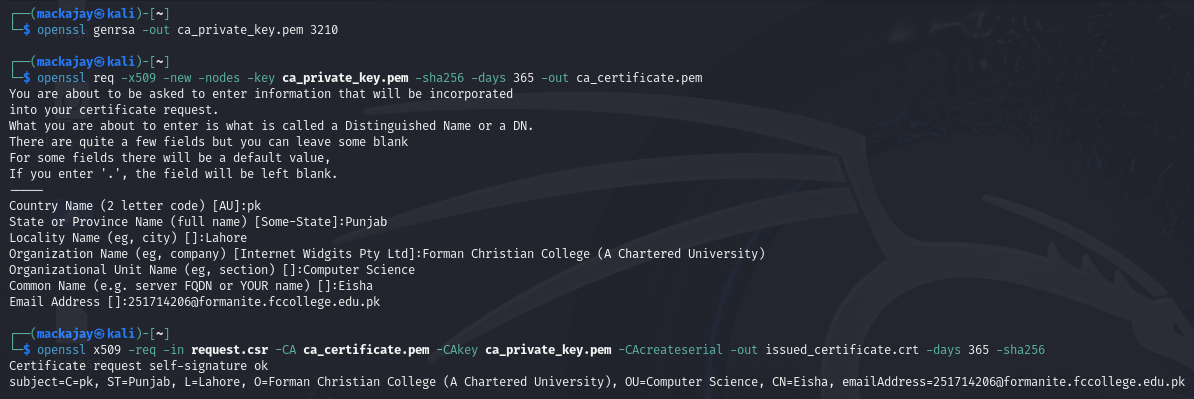 ┌──(mackajay㉿kali)-[~]
└─$ openssl genrsa -out ca_private_key.pem 3210
┌──(mackajay㉿kali)-[~]
└─$ openssl req -x509 -new -nodes -key ca_private_key.pem -sha256 -days 365 -out ca_certificate.pem
You are about to be asked to enter information that will be incorporated
into your certificate request.
What you are about to enter is what is called a Distinguished Name or a DN.
There are quite a few fields but you can leave some blank
For some fields there will be a default value,
If you enter '.', the field will be left blank.
-----
Country Name (2 letter code) [AU]:pk
State or Province Name (full name) [Some-State]:Punjab
Locality Name (eg, city) []:Lahore
Organization Name (eg, company) [Internet Widgits Pty Ltd]:Forman Christian College (A Chartered University)
Organizational Unit Name (eg, section) []:Computer Science
Common Name (e.g. server FQDN or YOUR name) []:Eisha
Email Address []:251714206@formanite.fccollege.edu.pk
┌──(mackajay㉿kali)-[~]
└─$ openssl x509 -req -in request.csr -CA ca_certificate.pem -CAkey ca_private_key.pem -CAcreateserial -out issued_certificate.crt -days 365 -sha256
Certificate request self-signature ok
subject=C=pk, ST=Punjab, L=Lahore, O=Forman Christian College (A Chartered University), OU=Computer Science, CN=Eisha, emailAddress=251714206@formanite.fccollege.edu.pk